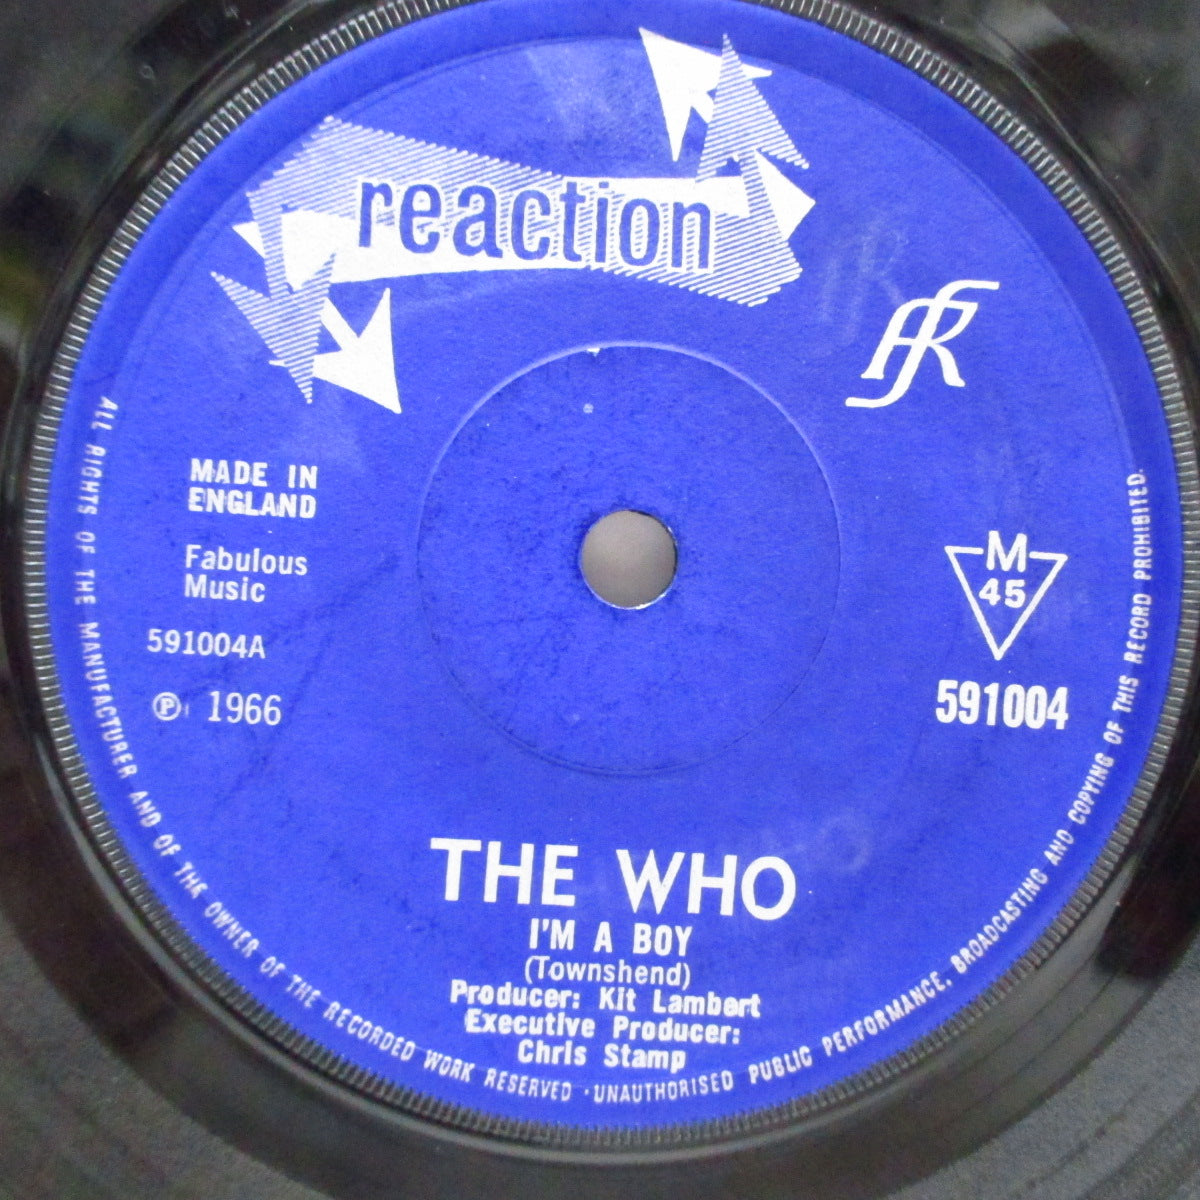 reaction
fR
MADE IN
ENGLAND
Fabulous
Music
591004A
Ⓟ 1966
M
45
591004
THE WHO
I'M A BOY
(Townshend)
Producer: Kit Lambert
Executive Producer:
Chris Stamp
ALL RIGHTS OF THE MANUFACTURER AND OF THE OWNER OF THE RECORDED WORK RESERVED · UNAUTHORISED PUBLIC PERFORMANCE, BROADCASTING AND COPYING OF THIS RECORD PROHIBITED.